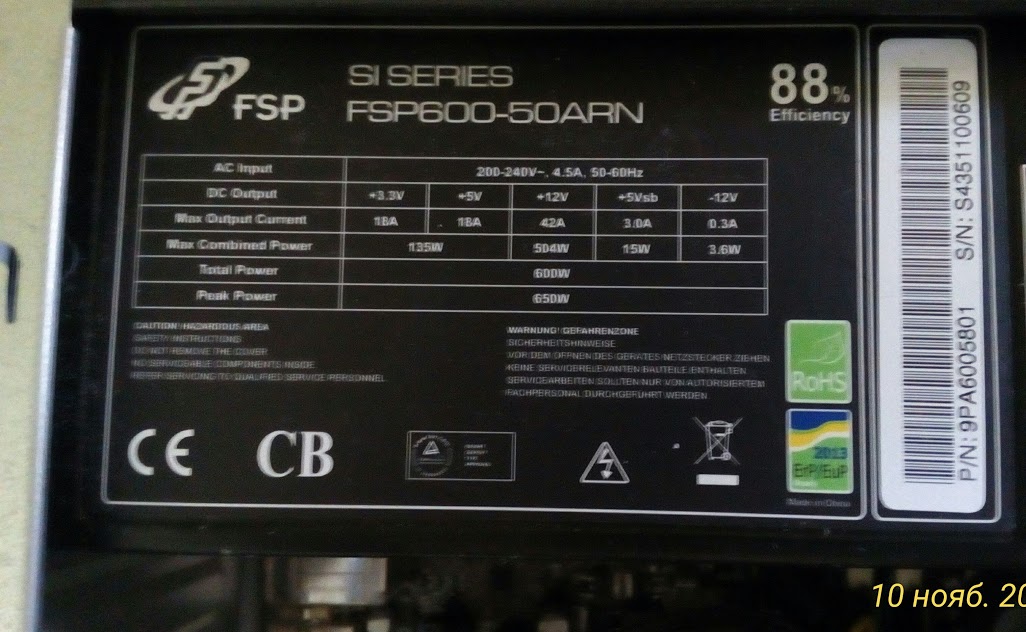 FSP
SI SERIES
FSP600-50ARN
88%
Efficiency
AC Input 200-240V~, 4.5A, 50-60Hz
DC Output +3.3V +5V +12V +5Vsb -12V
Max Output Current 18A 18A 42A 3.0A 0.3A
Max Combined Power 135W 504W 15W 3.6W
Total Power 600W
Peak Power 650W
CAUTION! HAZARDOUS AREA
SAFETY INSTRUCTIONS
DO NOT REMOVE THE COVER
NO SERVICEABLE COMPONENTS INSIDE
REFER SERVICING TO QUALIFIED SERVICE PERSONNEL
WARNUNG! GEFAHRENZONE
SICHERHEITSHINWEISE
VOR DEM OFFNEN DES GERATES NETZSTECKER ZIEHEN
KEINE SERVICERELEVANTEN BAUTEILE ENTHALTEN
SERVICEARBEITEN SOLLTEN NUR VON AUTORISIERTEM
FACHPERSONAL DURCHGEFUHRT WERDEN
RoHS
CE
CB
2013
ErP/EuP
Made in China
P/N: 9PA6005801 S/N: S4351100609
10 нояб. 20